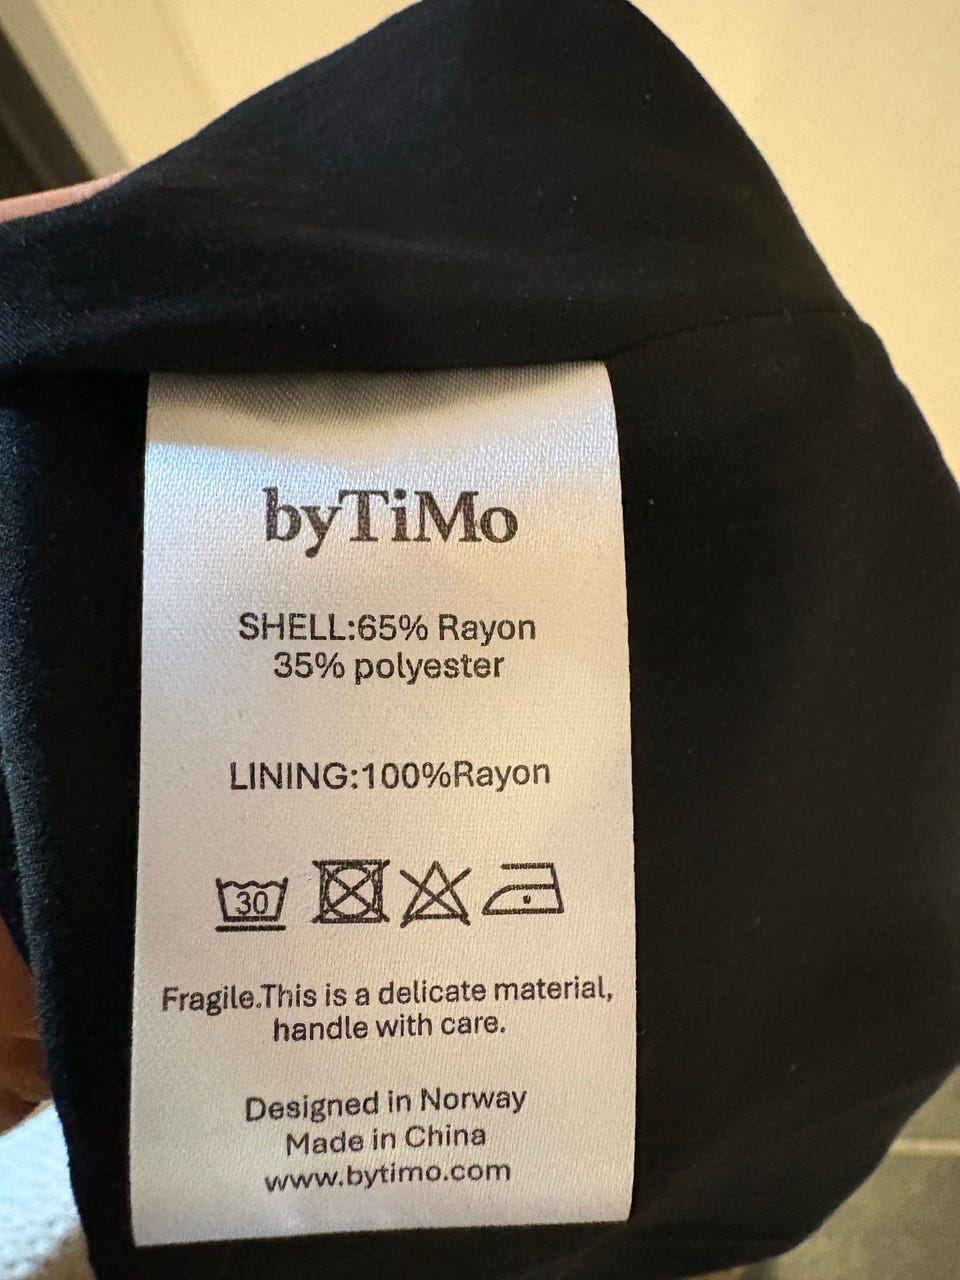 byTiMo
SHELL:65% Rayon
35% polyester
LINING:100%Rayon
30
Fragile.This is a delicate material,
handle with care.
Designed in Norway
Made in China
www.bytimo.com